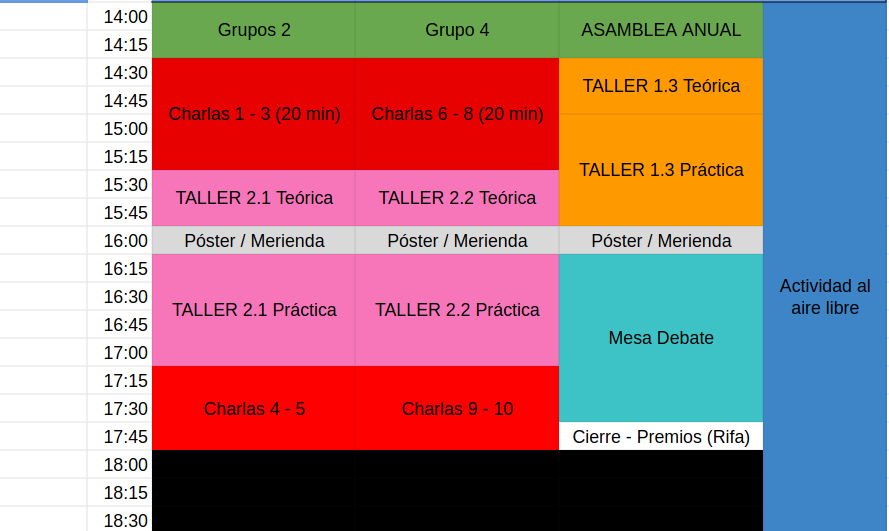 14:00
Grupos 2
Grupo 4
ASAMBLEA ANUAL
14:15
14:30
TALLER 1.3 Teórica
14:45
Charlas 1 - 3 (20 min)
Charlas 6 - 8 (20 min)
15:00
15:15
TALLER 1.3 Práctica
15:30
TALLER 2.1 Teórica
TALLER 2.2 Teórica
15:45
16:00
Póster / Merienda
Póster / Merienda
Póster / Merienda
16:15
16:30
Actividad al
aire libre
TALLER 2.1 Práctica
TALLER 2.2 Práctica
16:45
Mesa Debate
17:00
17:15
17:30
Charlas 4 - 5
Charlas 9 - 10
17:45
Cierre - Premios (Rifa)
18:00
18:15
18:30